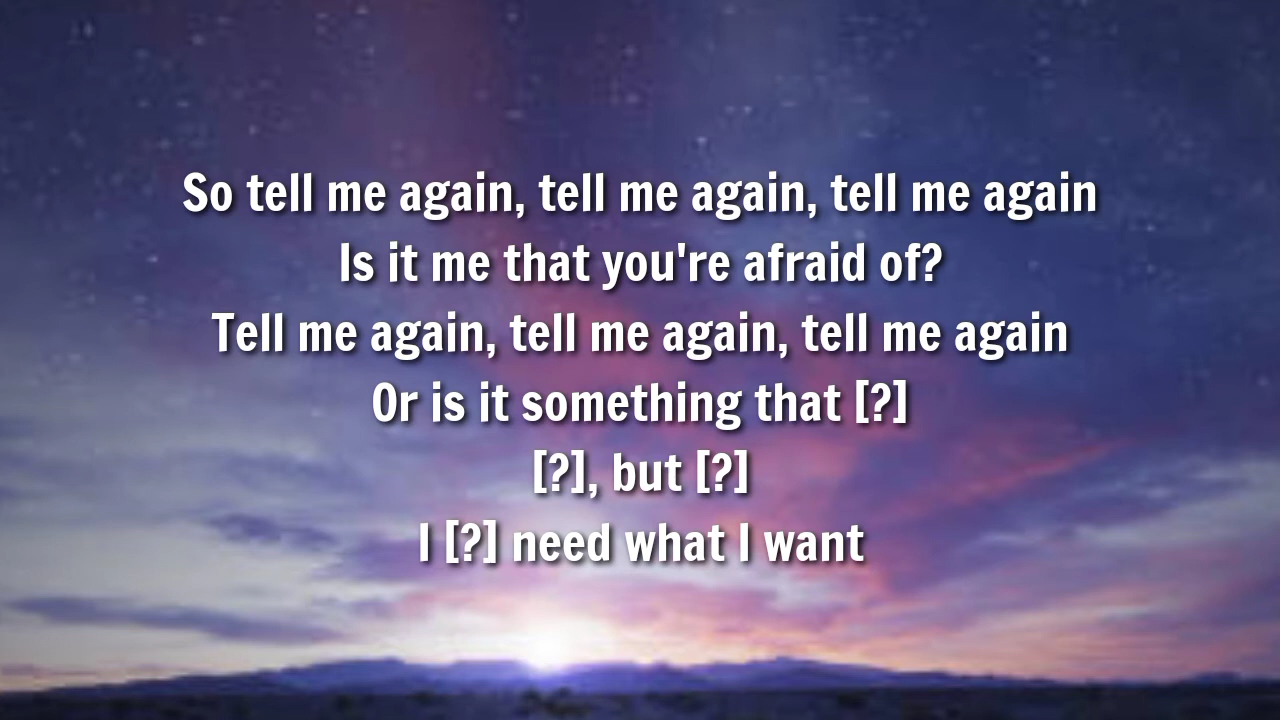 So tell me again, tell me again, tell me again
Is it me that you're afraid of?
Tell me again, tell me again, tell me again
Or is it something that [?]
[?], but [?]
I [?] need what I want